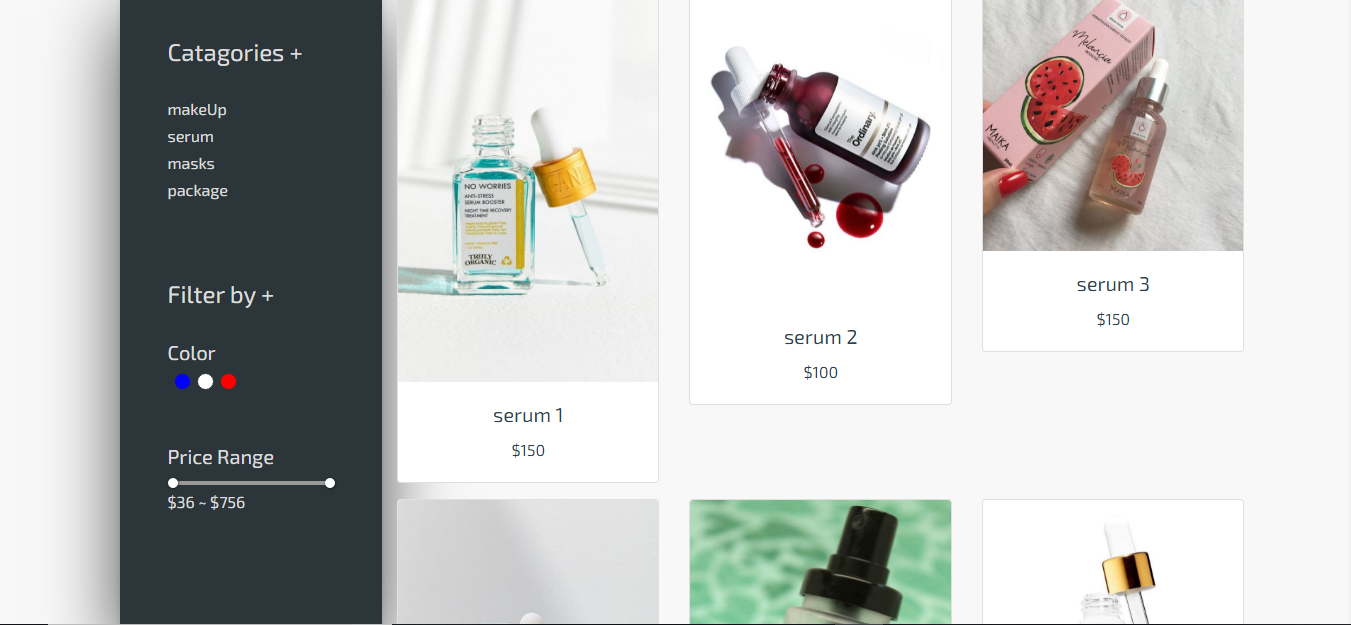 Catagories +
makeUp
serum
masks
package
Filter by +
Color
Price Range
$36 ~ $756
NO WORRIES
ANTI-STRESS
SERUM BOOSTER
NIGHT TIME RECOVERY
TREATMENT
TRULY
ORGANIC
serum 1
$150
The
Ordinary.
serum 2
$100
Melancia
MAIKA
serum 3
$150